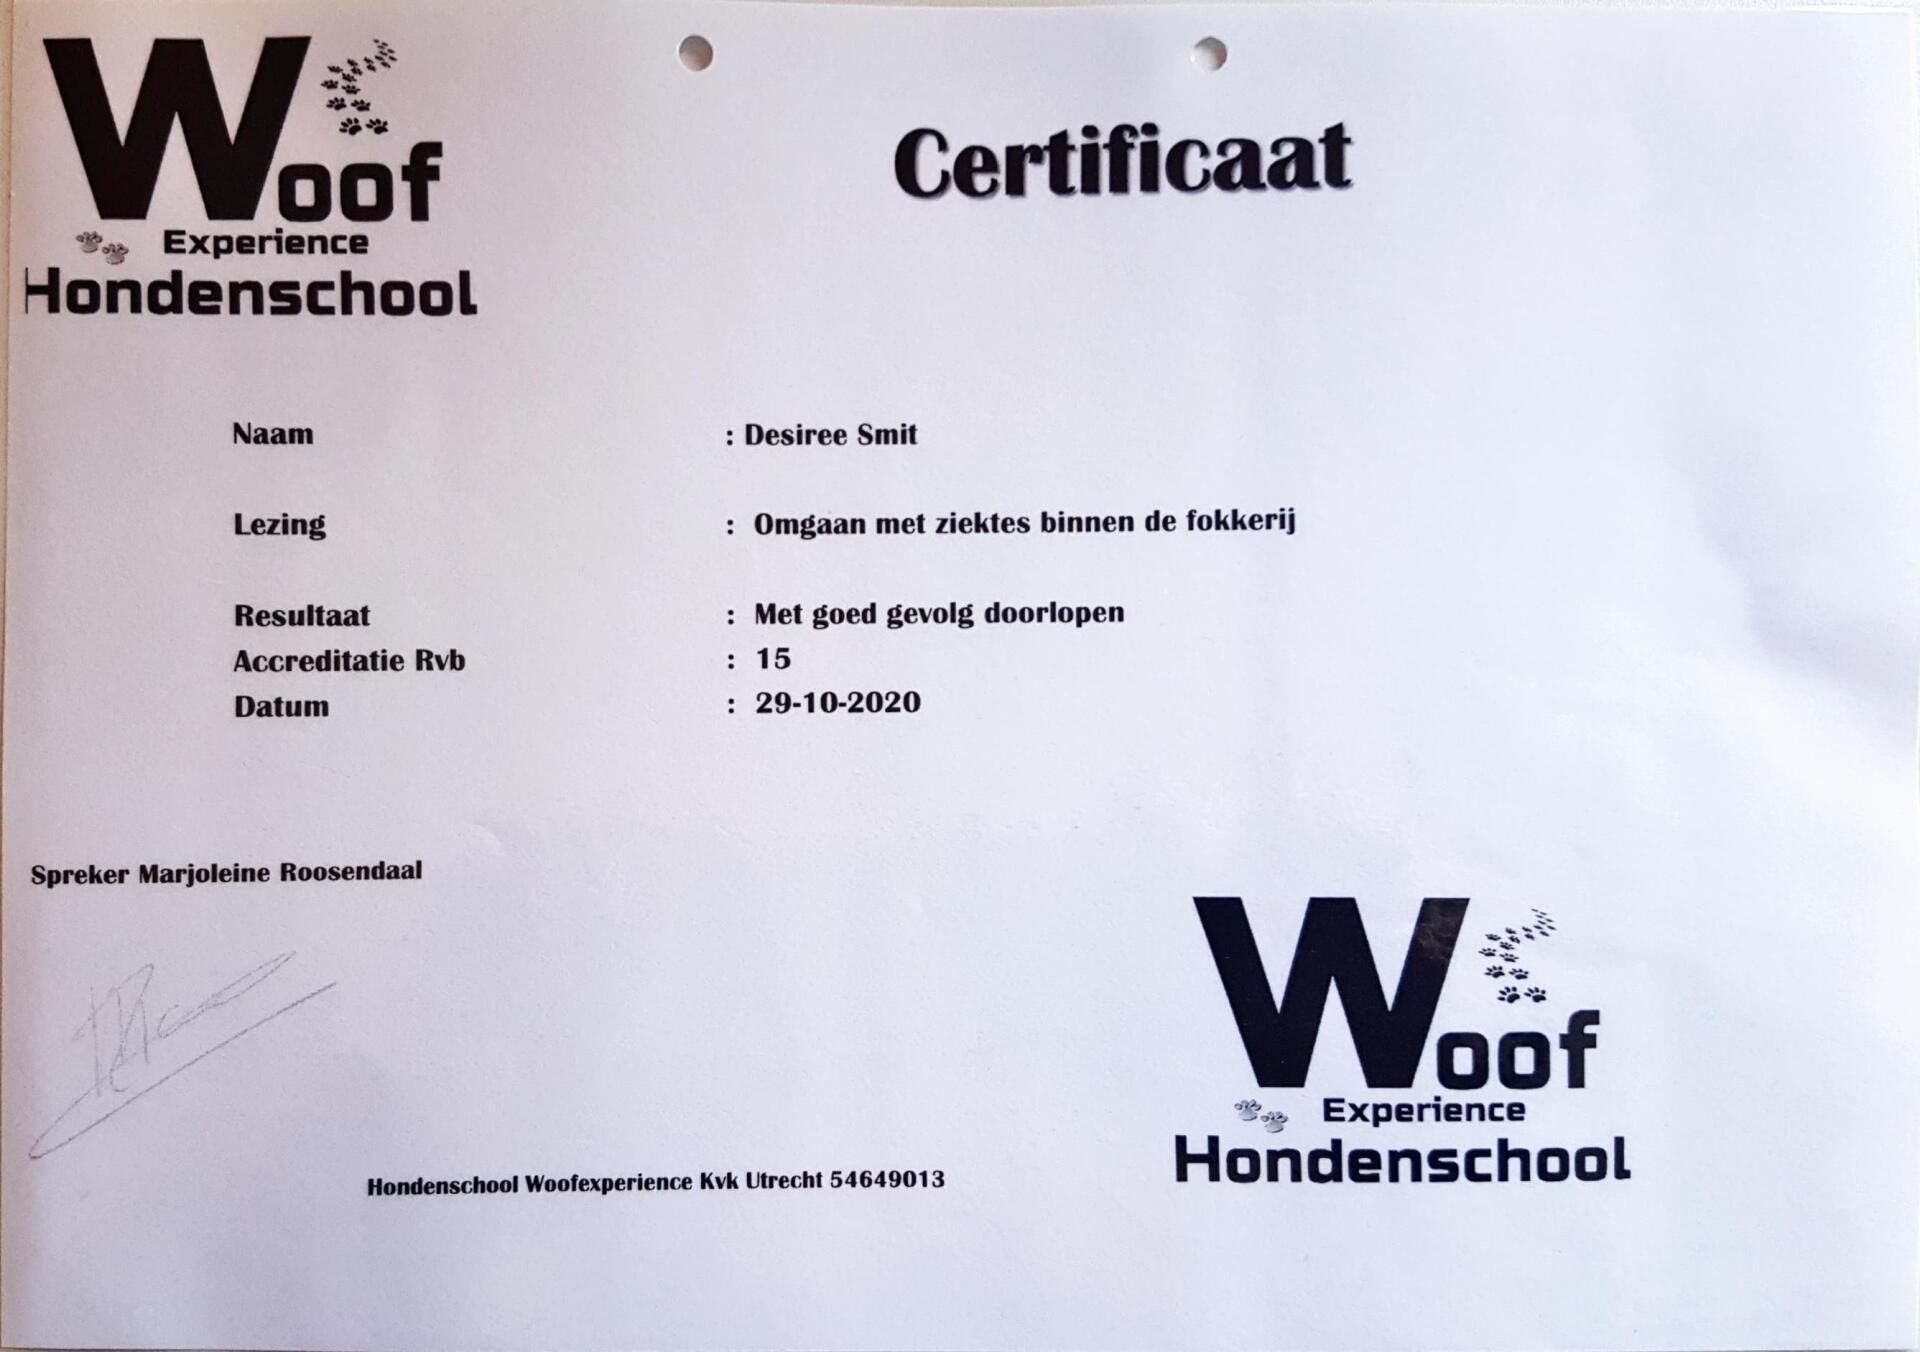 Woof
Experience
Hondenschool
Certificaat
Naam : Desiree Smit
Lezing : Omgaan met ziektes binnen de fokkerij
Resultaat : Met goed gevolg doorlopen
Accreditatie Rvb : 15
Datum : 29-10-2020
Spreker Marjoleine Roosendaal
Hondenschool Woofexperience Kvk Utrecht 54649013
Woof
Experience
Hondenschool